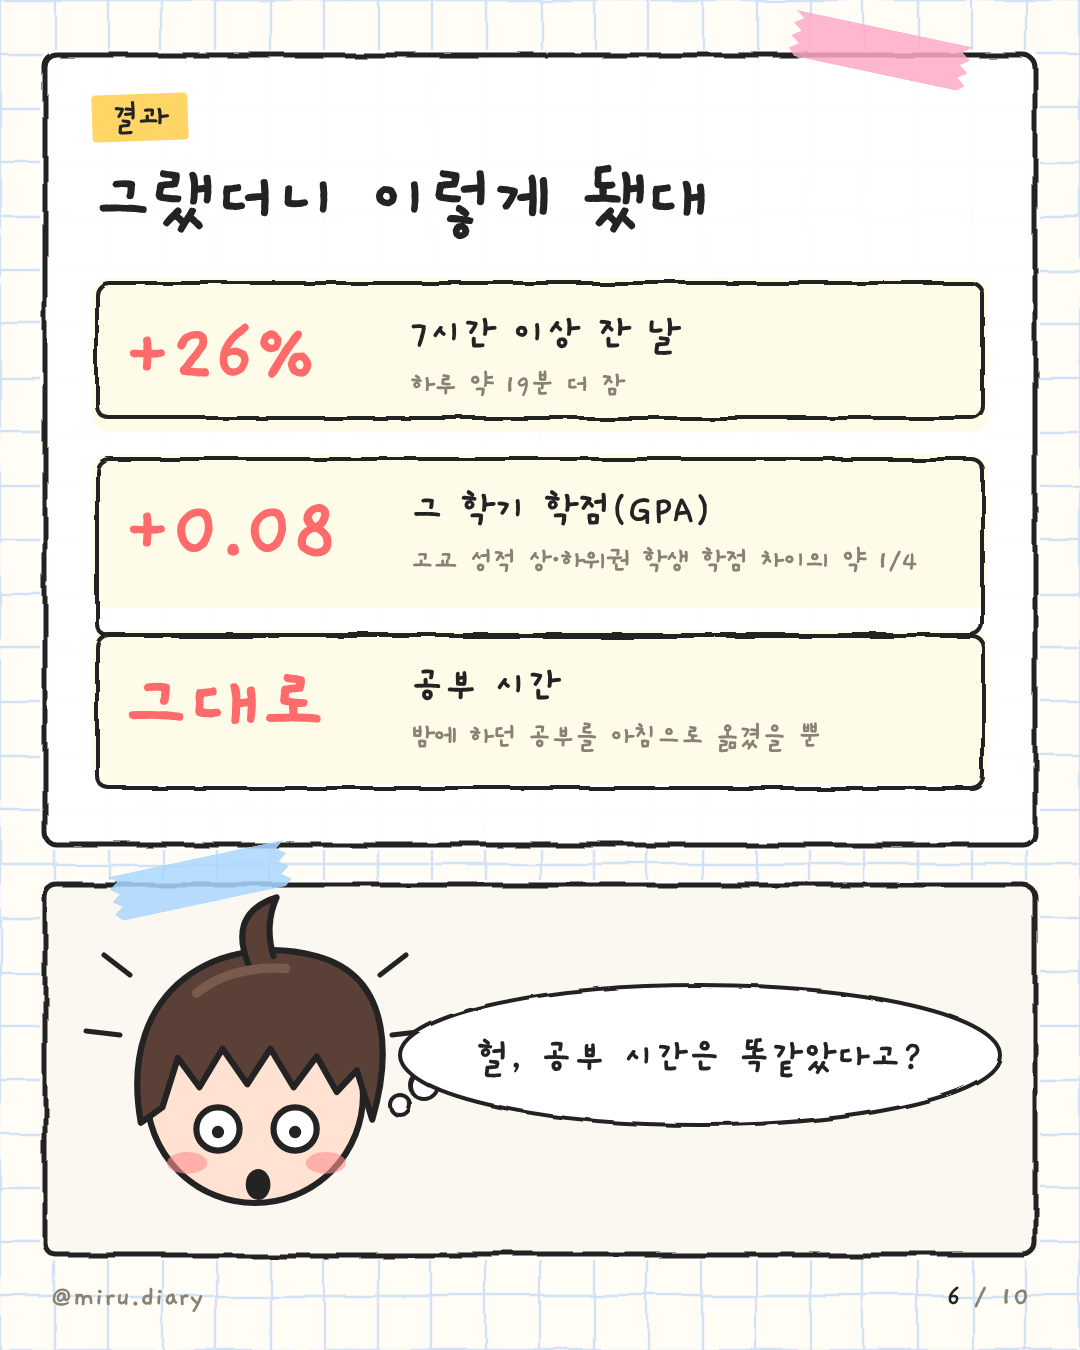 결과
그랬더니 이렇게 됐대
+26%
7시간 이상 잔 날
하루 약 19분 더 잠
+0.08
그 학기 학점(GPA)
고교 성적 상·하위권 학생 학점 차이의 약 1/4
그대로
공부 시간
밤에 하던 공부를 아침으로 옮겼을 뿐
헐, 공부 시간은 똑같았다고?
@miru.diary
6 / 10